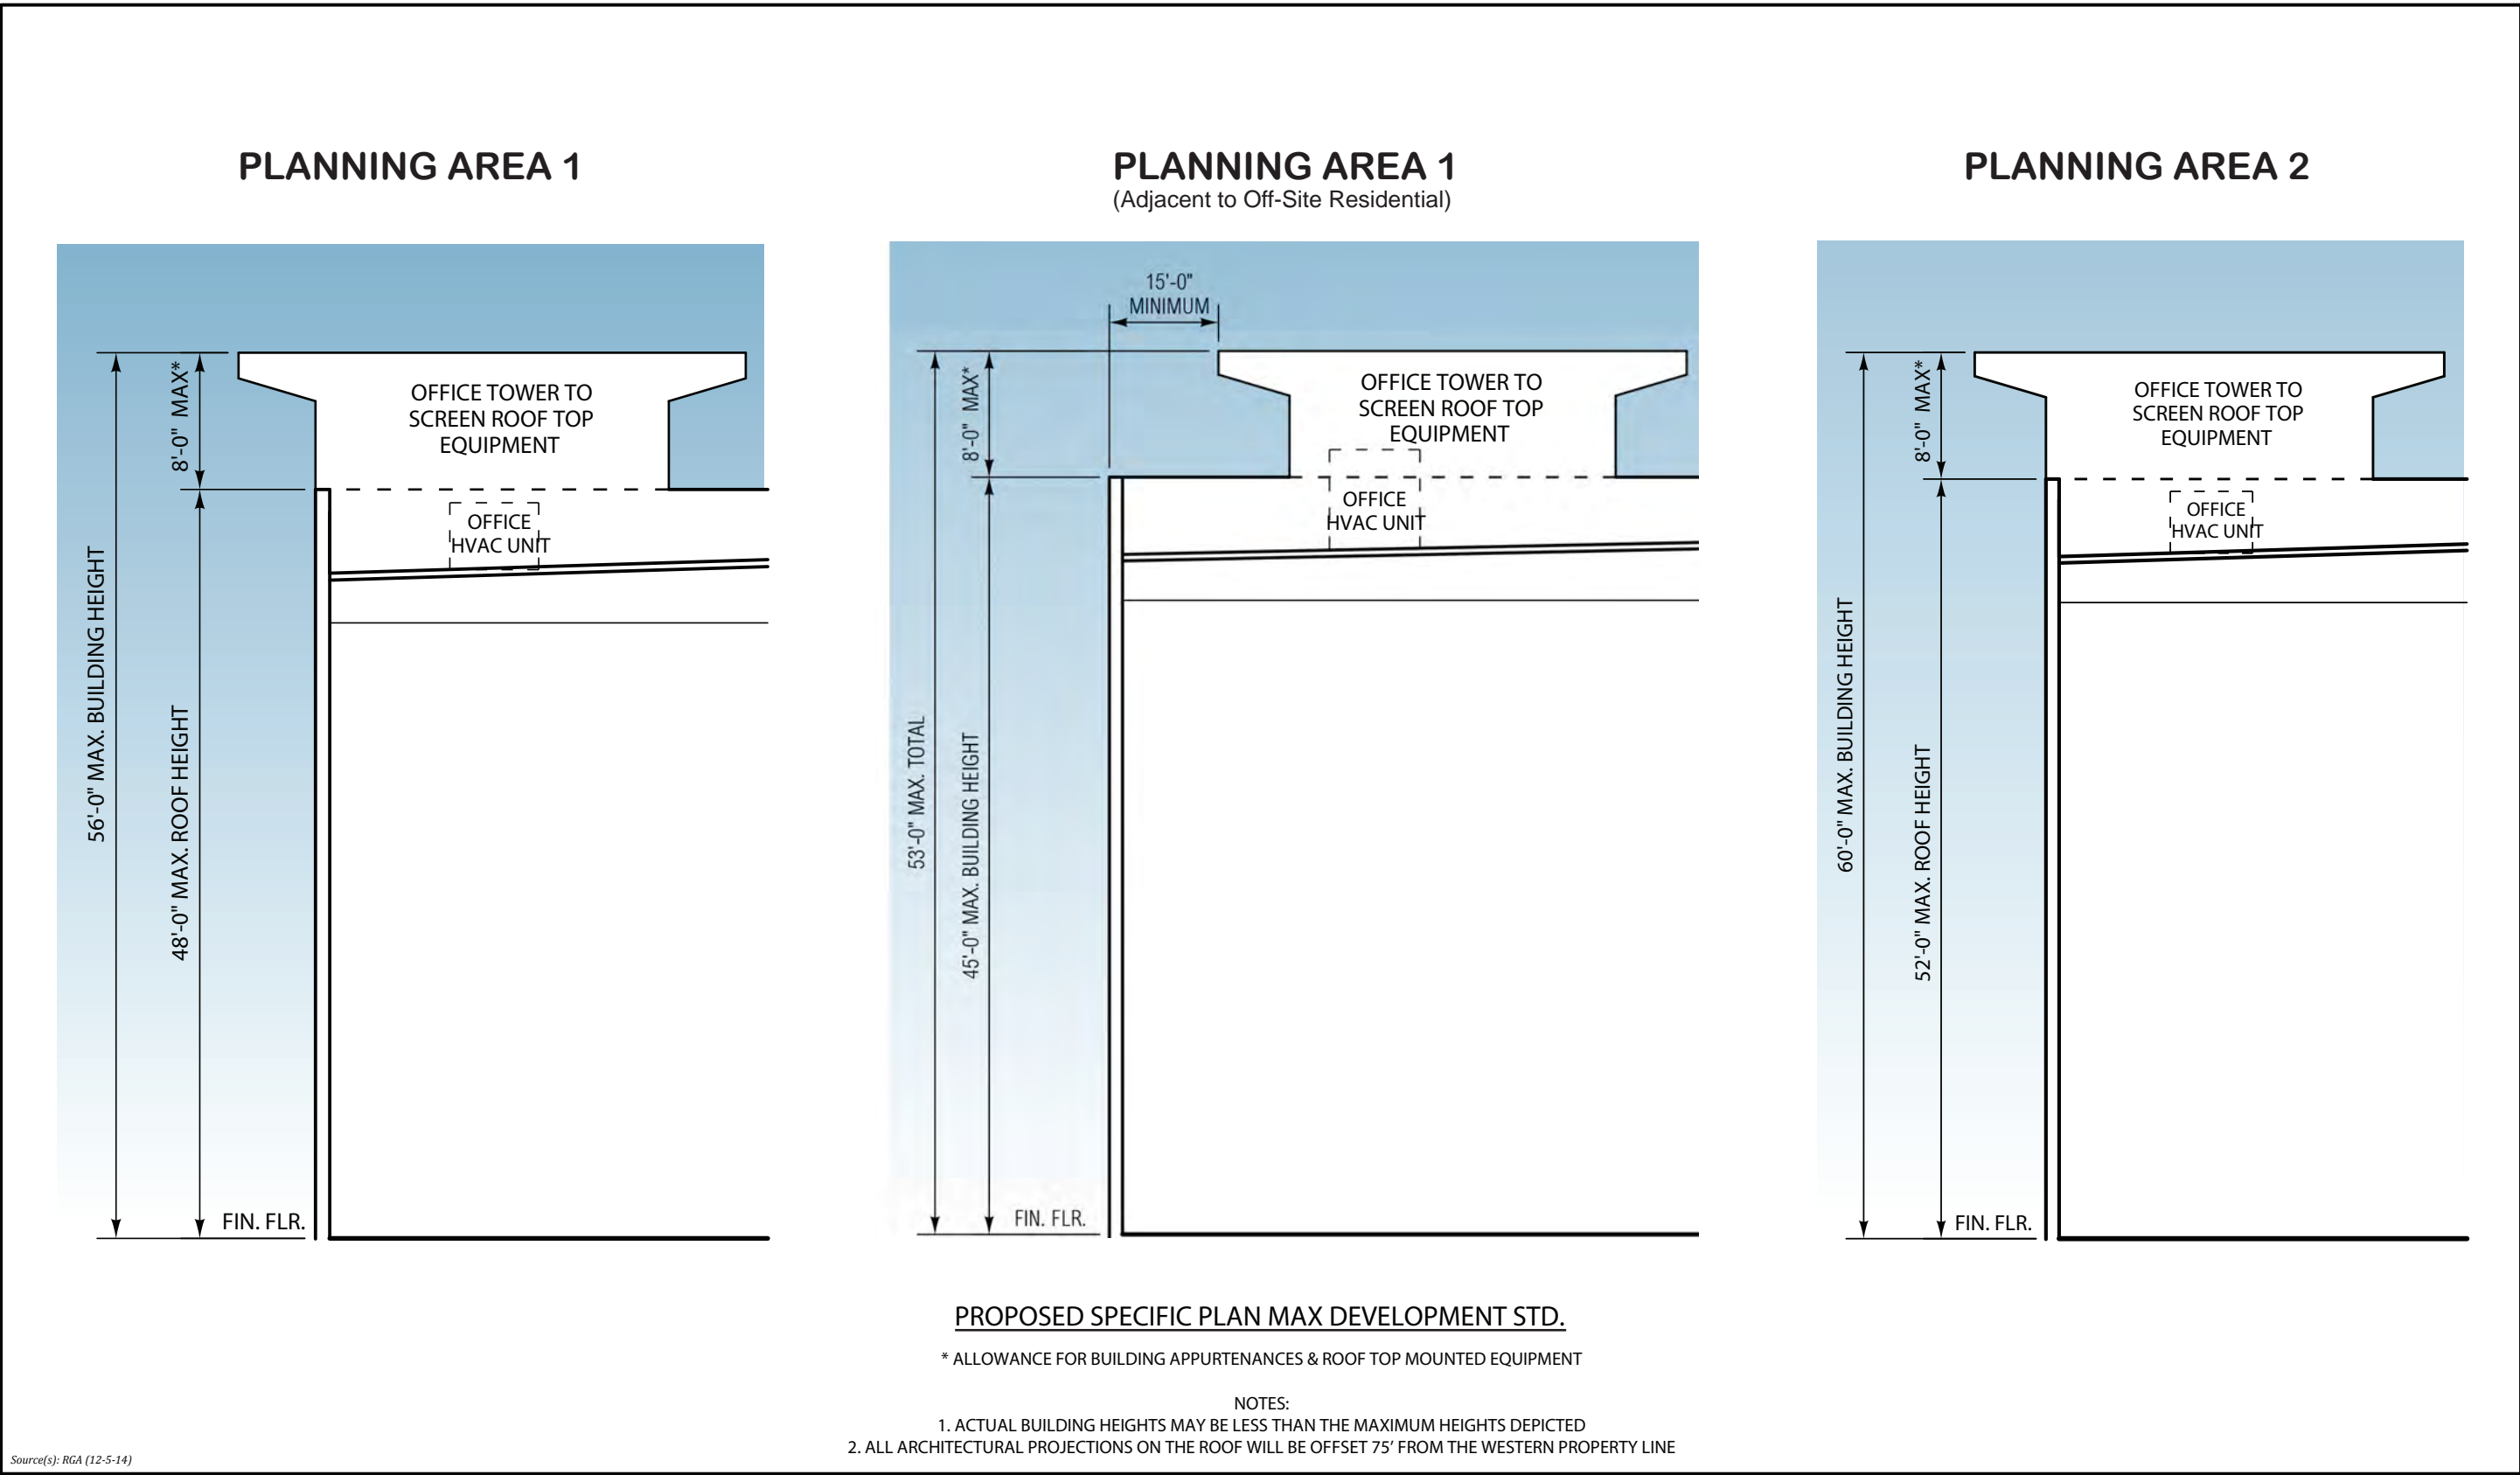 PLANNING AREA 1
8'-0" MAX*
OFFICE TOWER TO
SCREEN ROOF TOP
EQUIPMENT
OFFICE
HVAC UNIT
56'-0" MAX. BUILDING HEIGHT
48'-0" MAX. ROOF HEIGHT
FIN. FLR.
PLANNING AREA 1
(Adjacent to Off-Site Residential)
15'-0"
MINIMUM
8'-0" MAX*
OFFICE TOWER TO
SCREEN ROOF TOP
EQUIPMENT
OFFICE
HVAC UNIT
53'-0" MAX. TOTAL
45'-0" MAX. BUILDING HEIGHT
FIN. FLR.
PLANNING AREA 2
8'-0" MAX*
OFFICE TOWER TO
SCREEN ROOF TOP
EQUIPMENT
OFFICE
HVAC UNIT
60'-0" MAX. BUILDING HEIGHT
52'-0" MAX. ROOF HEIGHT
FIN. FLR.
PROPOSED SPECIFIC PLAN MAX DEVELOPMENT STD.
* ALLOWANCE FOR BUILDING APPURTENANCES & ROOF TOP MOUNTED EQUIPMENT
NOTES:
1. ACTUAL BUILDING HEIGHTS MAY BE LESS THAN THE MAXIMUM HEIGHTS DEPICTED
2. ALL ARCHITECTURAL PROJECTIONS ON THE ROOF WILL BE OFFSET 75’ FROM THE WESTERN PROPERTY LINE
Source(s): RGA (12-5-14)